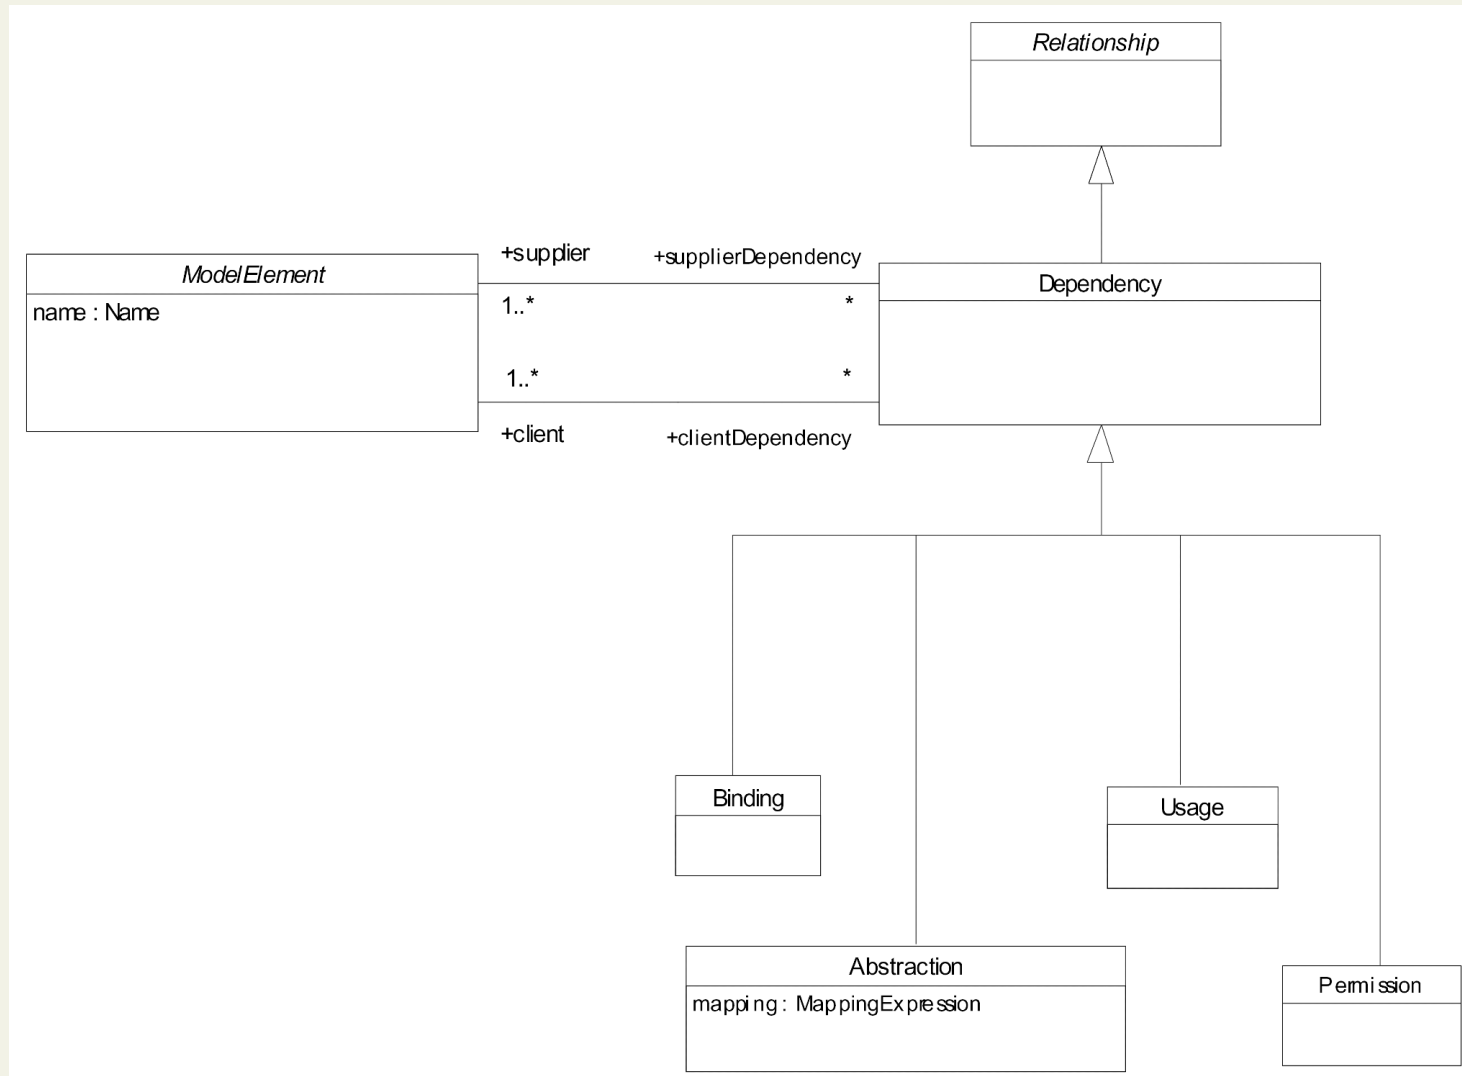 Relationship
+supplier
+supplierDependency
ModelElement
Dependency
name : Name
1..*
*
1..*
*
+client
+clientDependency
Binding
Usage
Abstraction
mapping : MappingExpression
Permission